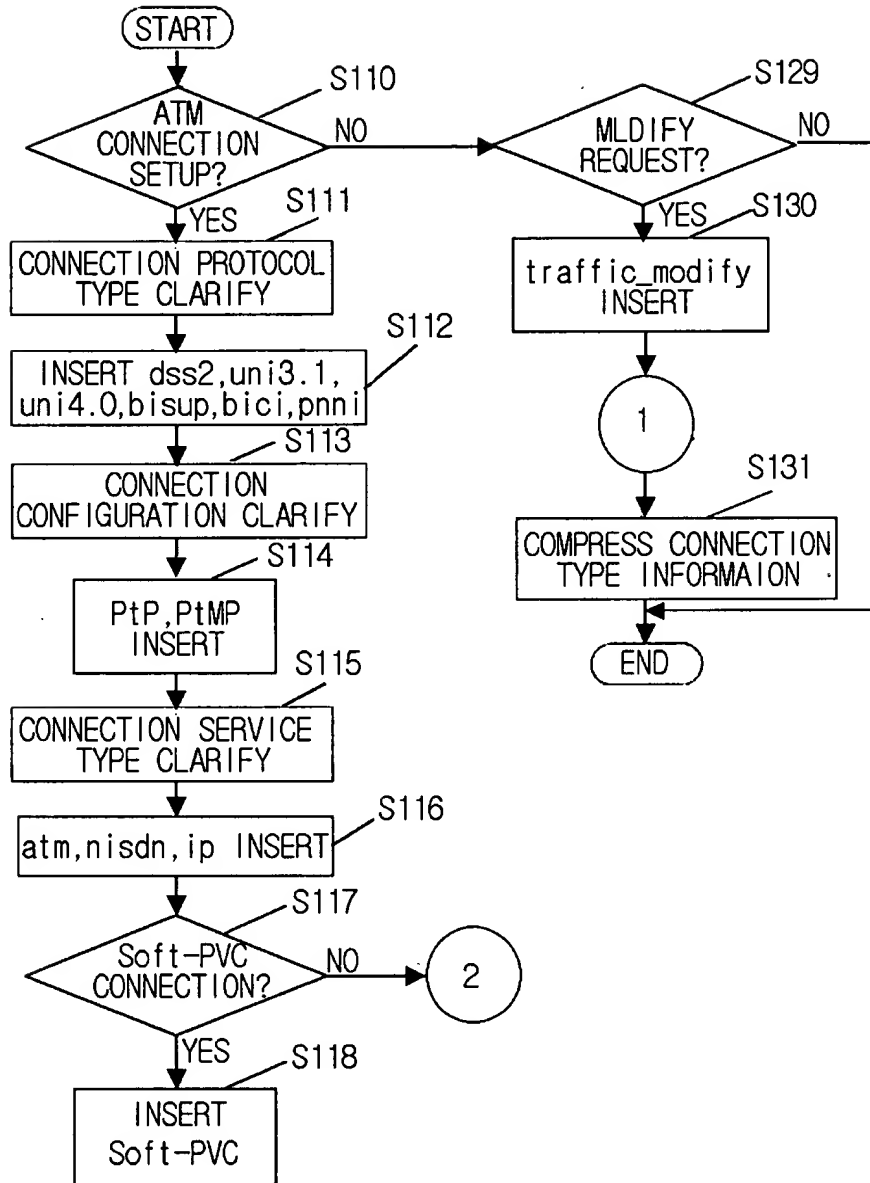 START
S110
ATM
CONNECTION
SETUP?
NO
YES
S111
CONNECTION PROTOCOL
TYPE CLARIFY
S112
INSERT dss2,uni3.1,
uni4.0,bisup,bici,pnni
S113
CONNECTION
CONFIGURATION CLARIFY
S114
PtP,PtMP
INSERT
S115
CONNECTION SERVICE
TYPE CLARIFY
S116
atm,nisdn,ip INSERT
S117
Soft-PVC
CONNECTION?
NO
2
YES
S118
INSERT
Soft-PVC
S129
MLDIFY
REQUEST?
NO
YES
S130
traffic_modify
INSERT
1
S131
COMPRESS CONNECTION
TYPE INFORMAION
END